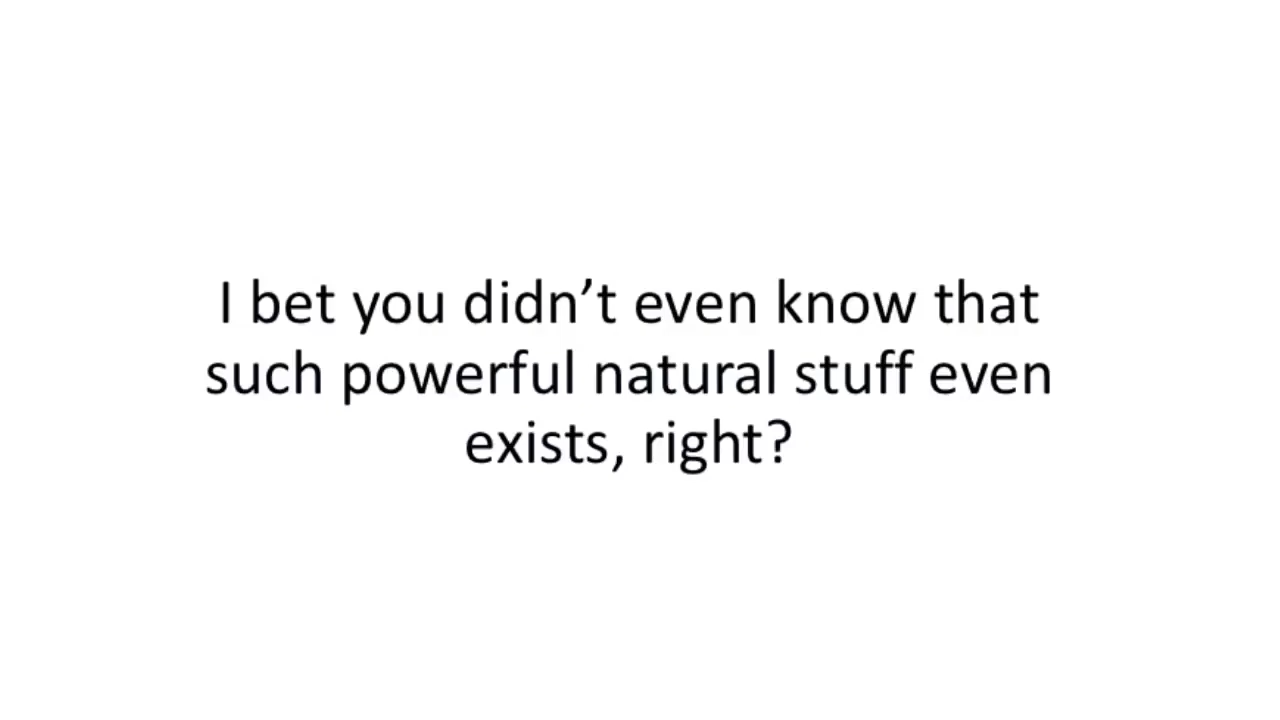 I bet you didn’t even know that
such powerful natural stuff even
exists, right?